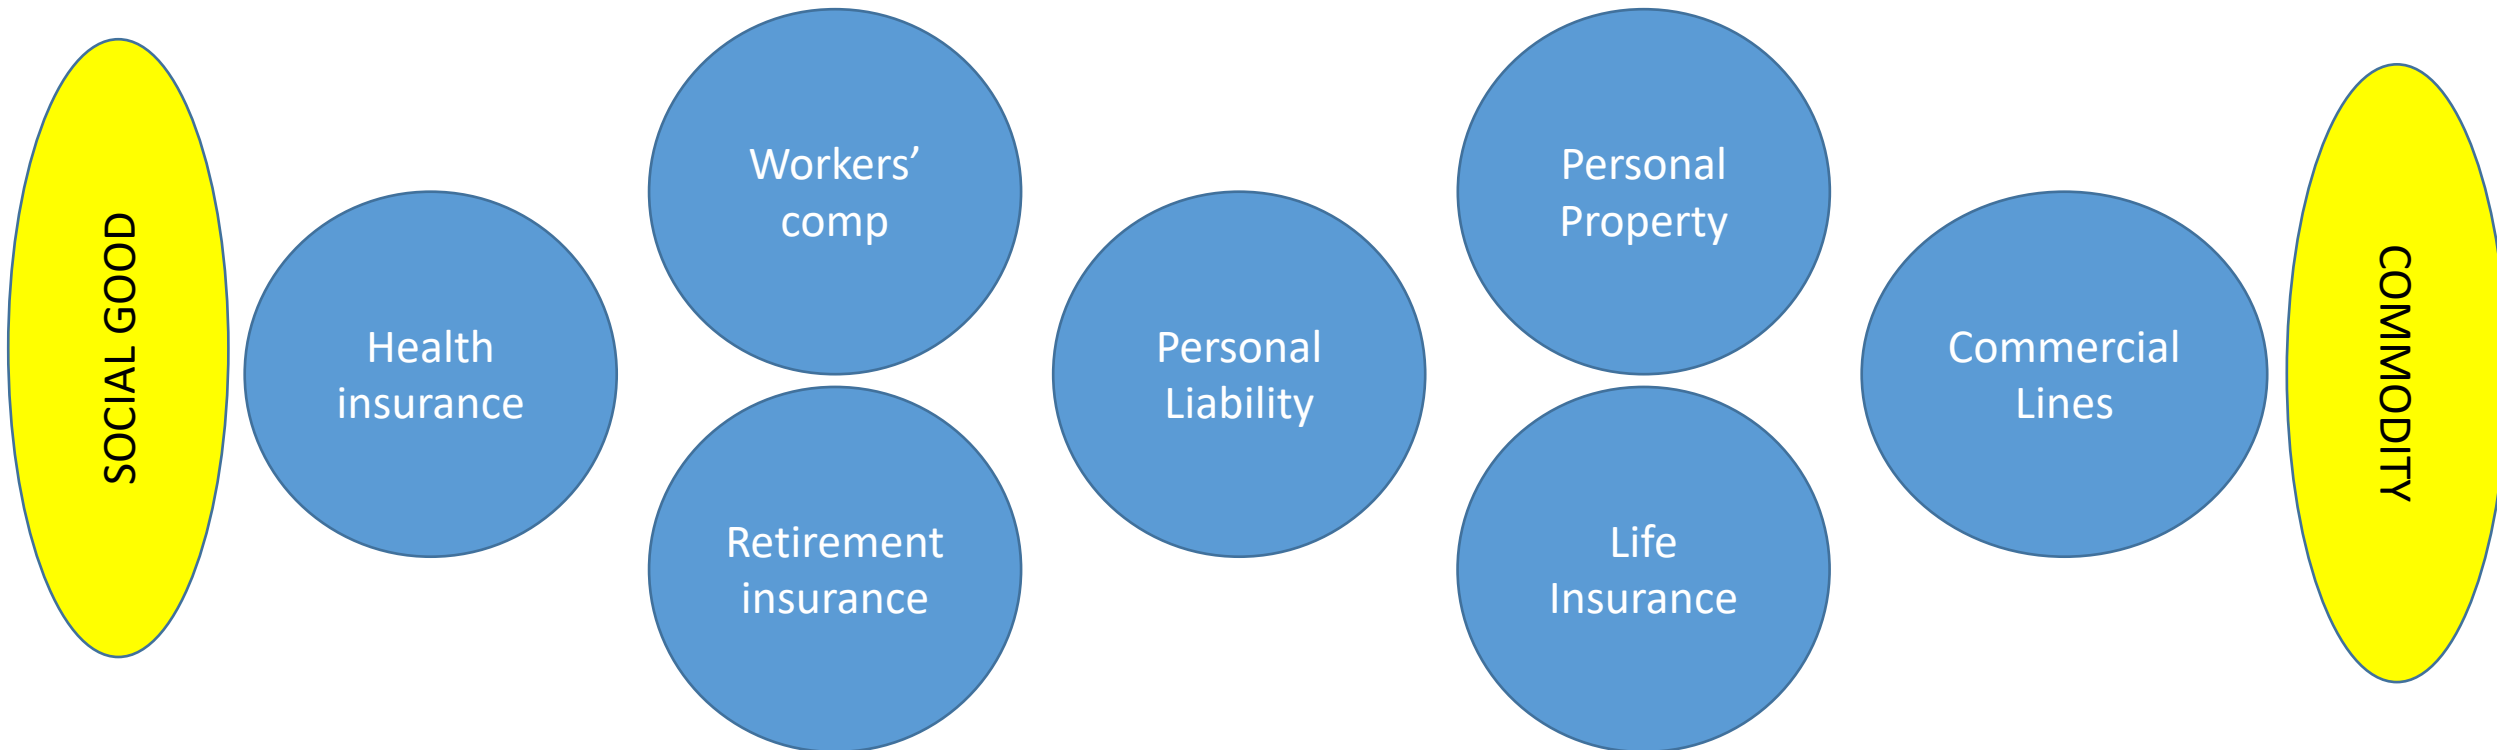 SOCIAL GOOD
Health
insurance
Workers’
comp
Retirement
insurance
Personal
Liability
Personal
Property
Life
Insurance
Commercial
Lines
COMMODITY